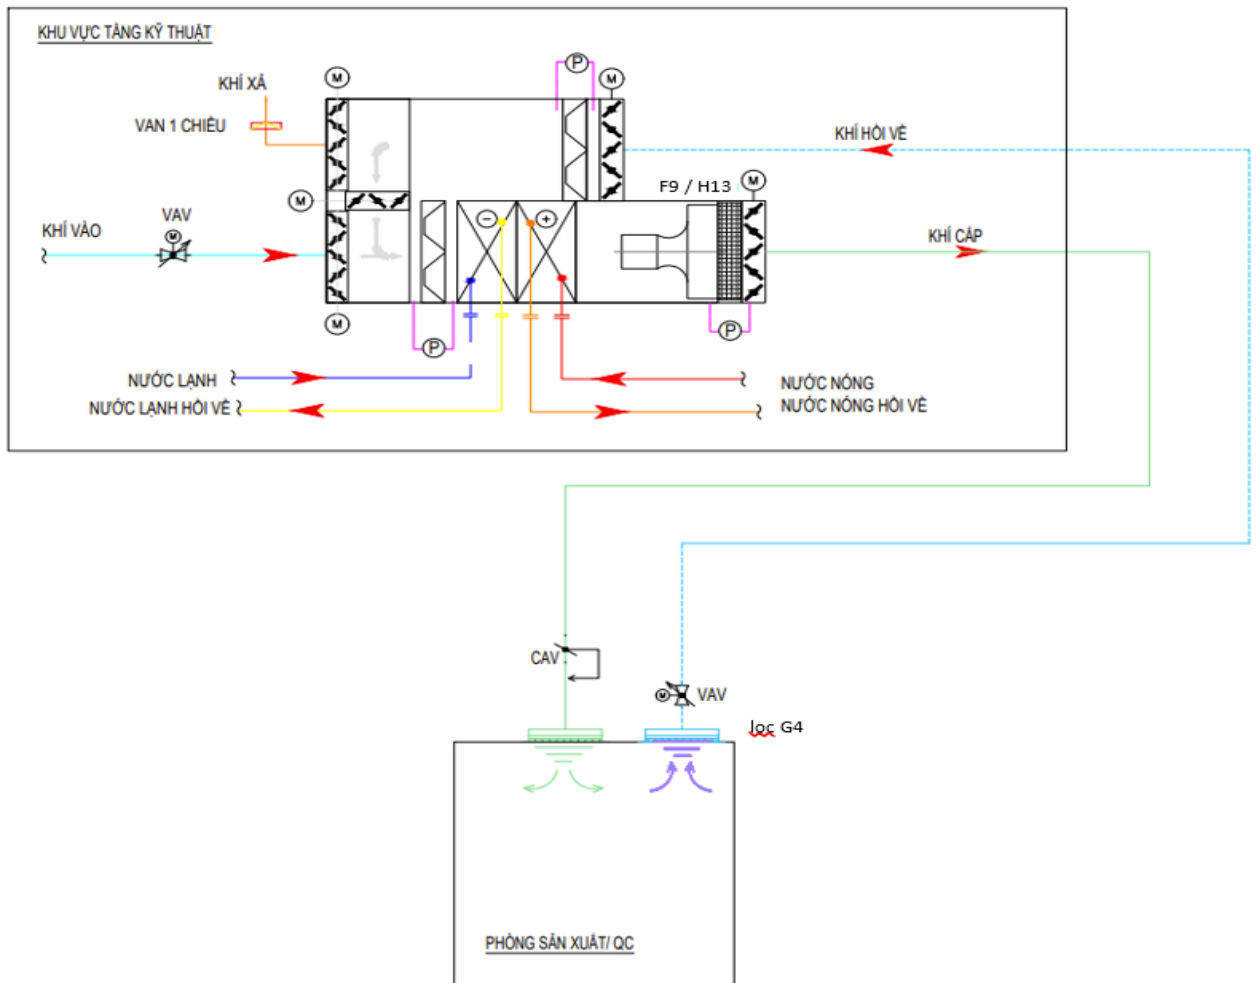 KHU VỰC TẦNG KỸ THUẬT
P
M
M
KHÍ XẢ
VAN 1 CHIỀU
KHÍ HỒI VỀ
F9 / H13
M
M
VAV
M
KHÍ VÀO
KHÍ CẤP
M
P
P
NƯỚC LẠNH
NƯỚC NÓNG
NƯỚC LẠNH HỒI VỀ
NƯỚC NÓNG HỒI VỀ
CAV
M
VAV
lọc G4
PHÒNG SẢN XUẤT/ QC